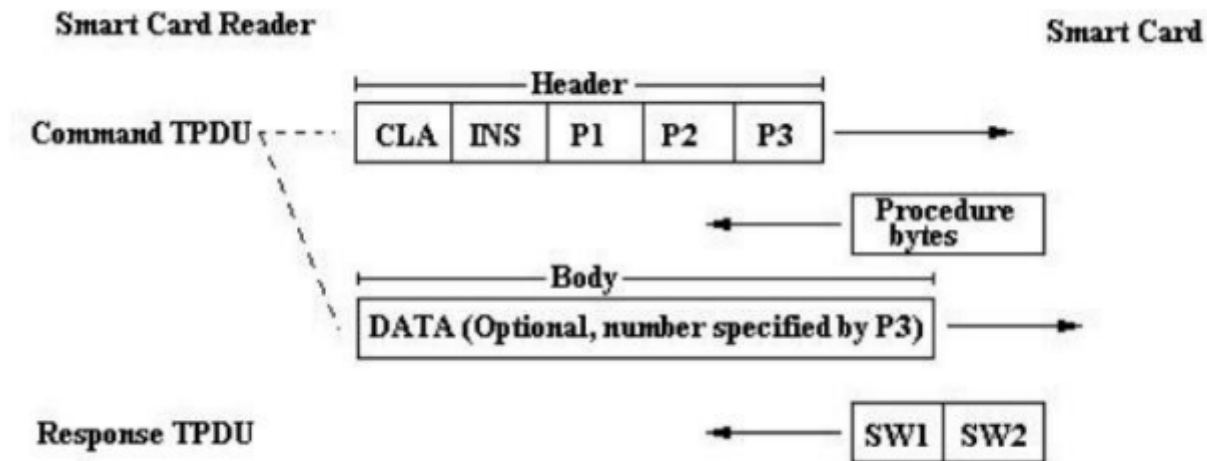 Smart Card Reader
Smart Card
Header
Command TPDU
CLA INS P1 P2 P3
Procedure
bytes
Body
DATA (Optional, number specified by P3)
Response TPDU
SW1 SW2